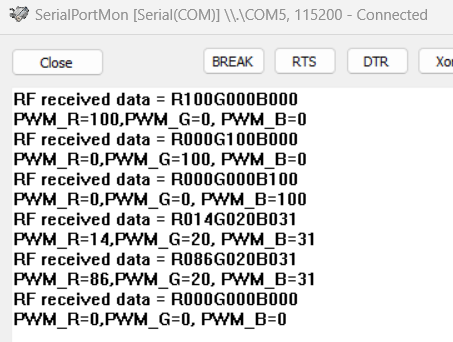 SerialPortMon [Serial(COM)] \\.\COM5, 115200 - Connected
Close
BREAK
RTS
DTR
RF received data = R100G000B000
PWM_R=100,PWM_G=0, PWM_B=0
RF received data = R000G100B000
PWM_R=0,PWM_G=100, PWM_B=0
RF received data = R000G000B100
PWM_R=0,PWM_G=0, PWM_B=100
RF received data = R014G020B031
PWM_R=14,PWM_G=20, PWM_B=31
RF received data = R086G020B031
PWM_R=86,PWM_G=20, PWM_B=31
RF received data = R000G000B000
PWM_R=0,PWM_G=0, PWM_B=0